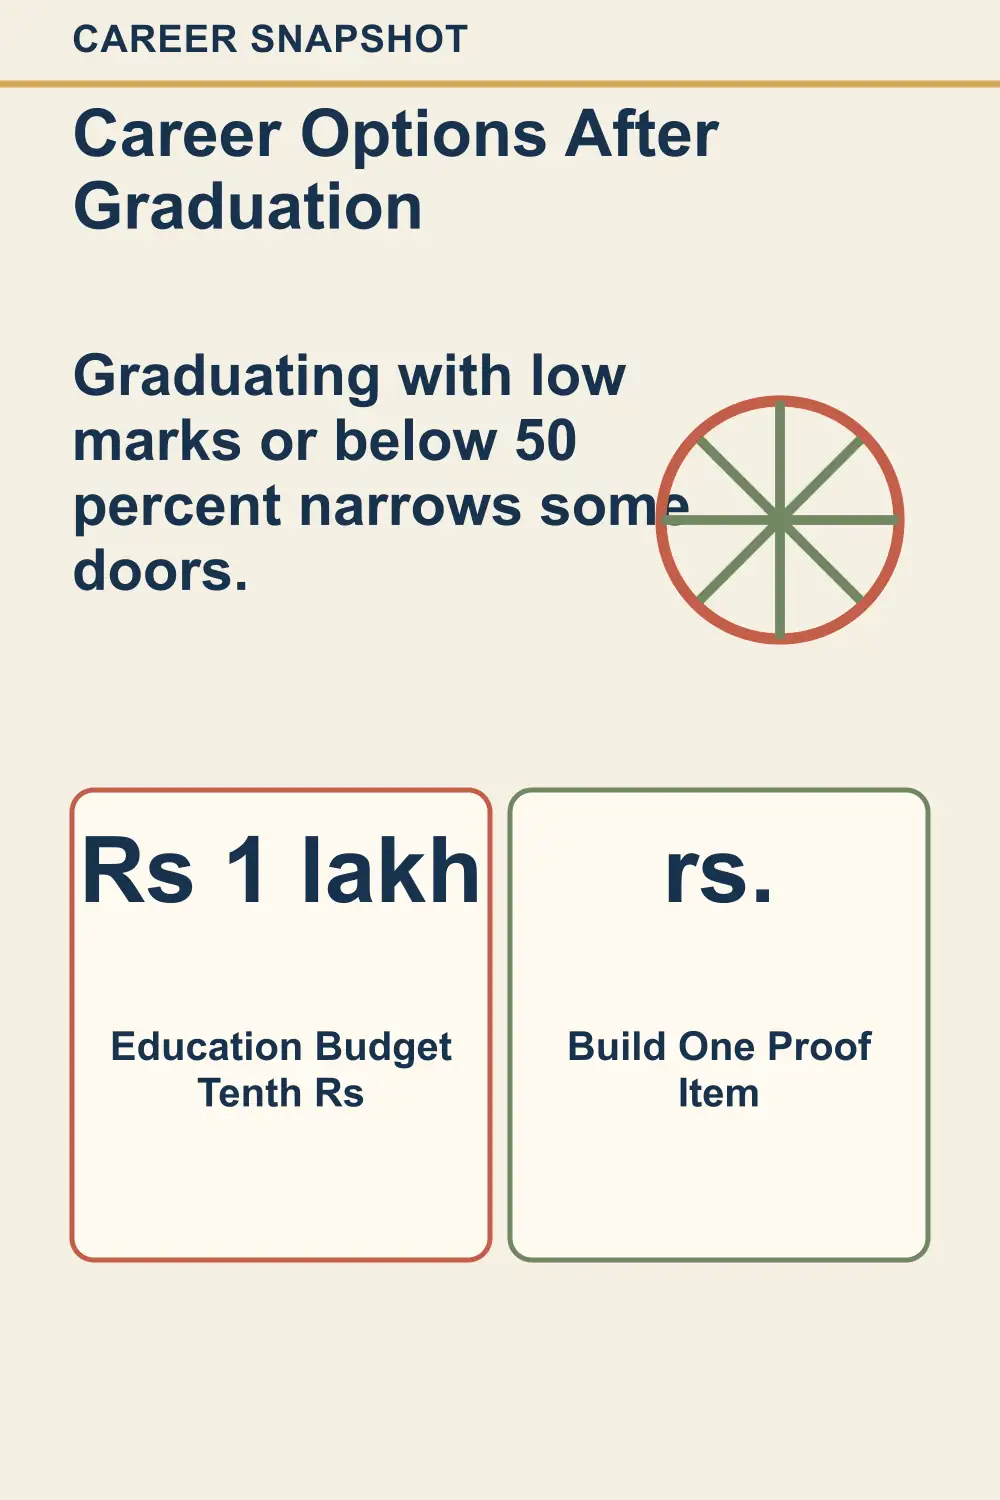 CAREER SNAPSHOT
Career Options After
Graduation
Graduating with low
marks or below 50
percent narrows some
doors.
Rs 1 lakh
Education Budget
Tenth Rs
rs.
Build One Proof
Item